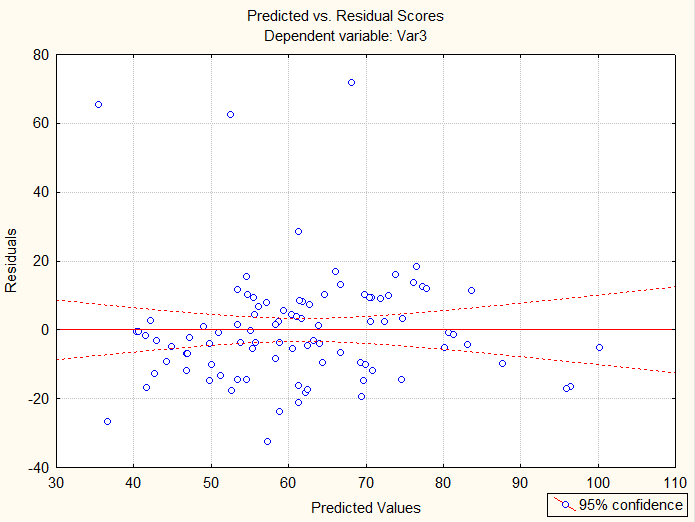 Predicted vs. Residual Scores
Dependent variable: Var3
80
60
40
20
0
-20
-40
Residuals
30 40 50 60 70 80 90 100 110
Predicted Values
95% confidence